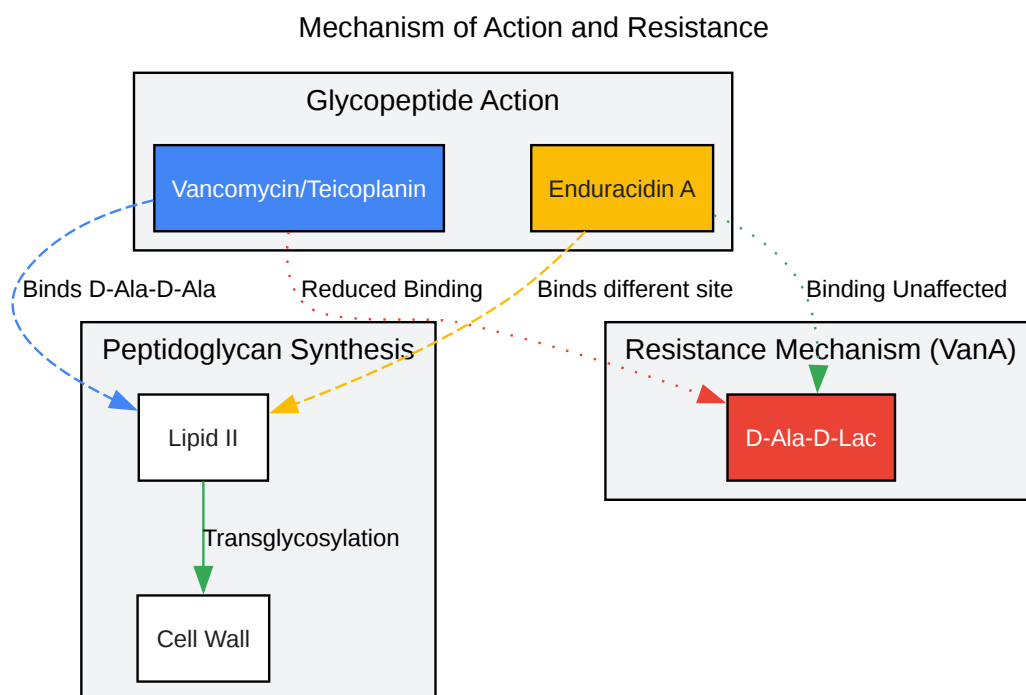 Mechanism of Action and Resistance
Glycopeptide Action
Vancomycin/Teicoplanin
Enduracidin A
Binds D-Ala-D-Ala
Reduced Binding
Binds different site
Binding Unaffected
Peptidoglycan Synthesis
Resistance Mechanism (VanA)
Lipid II
D-Ala-D-Lac
Transglycosylation
Cell Wall